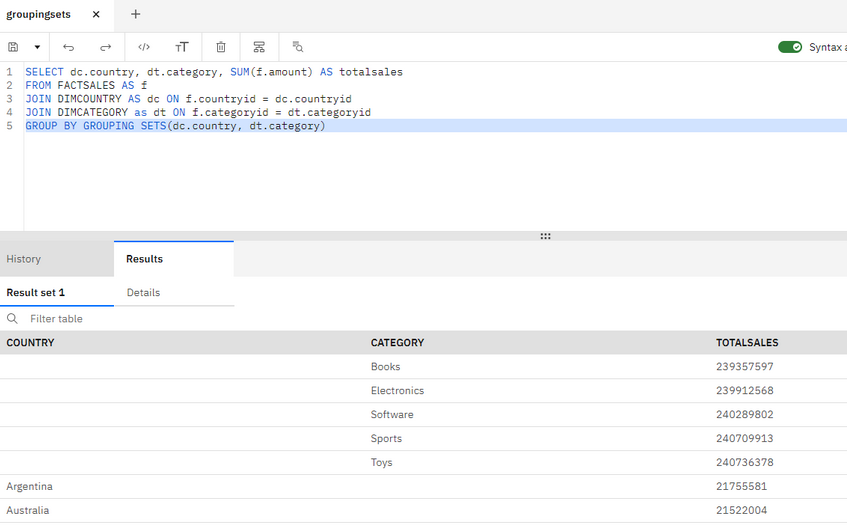 groupingsets × +
</> TT Syntax a
1 SELECT dc.country, dt.category, SUM(f.amount) AS totalsales
2 FROM FACTSALES AS f
3 JOIN DIMCOUNTRY AS dc ON f.countryid = dc.countryid
4 JOIN DIMCATEGORY as dt ON f.categoryid = dt.categoryid
5 GROUP BY GROUPING SETS(dc.country, dt.category)
History Results
Result set 1 Details
Filter table
COUNTRY CATEGORY TOTALSALES
Books 239357597
Electronics 239912568
Software 240289802
Sports 240709913
Toys 240736378
Argentina 21755581
Australia 21522004